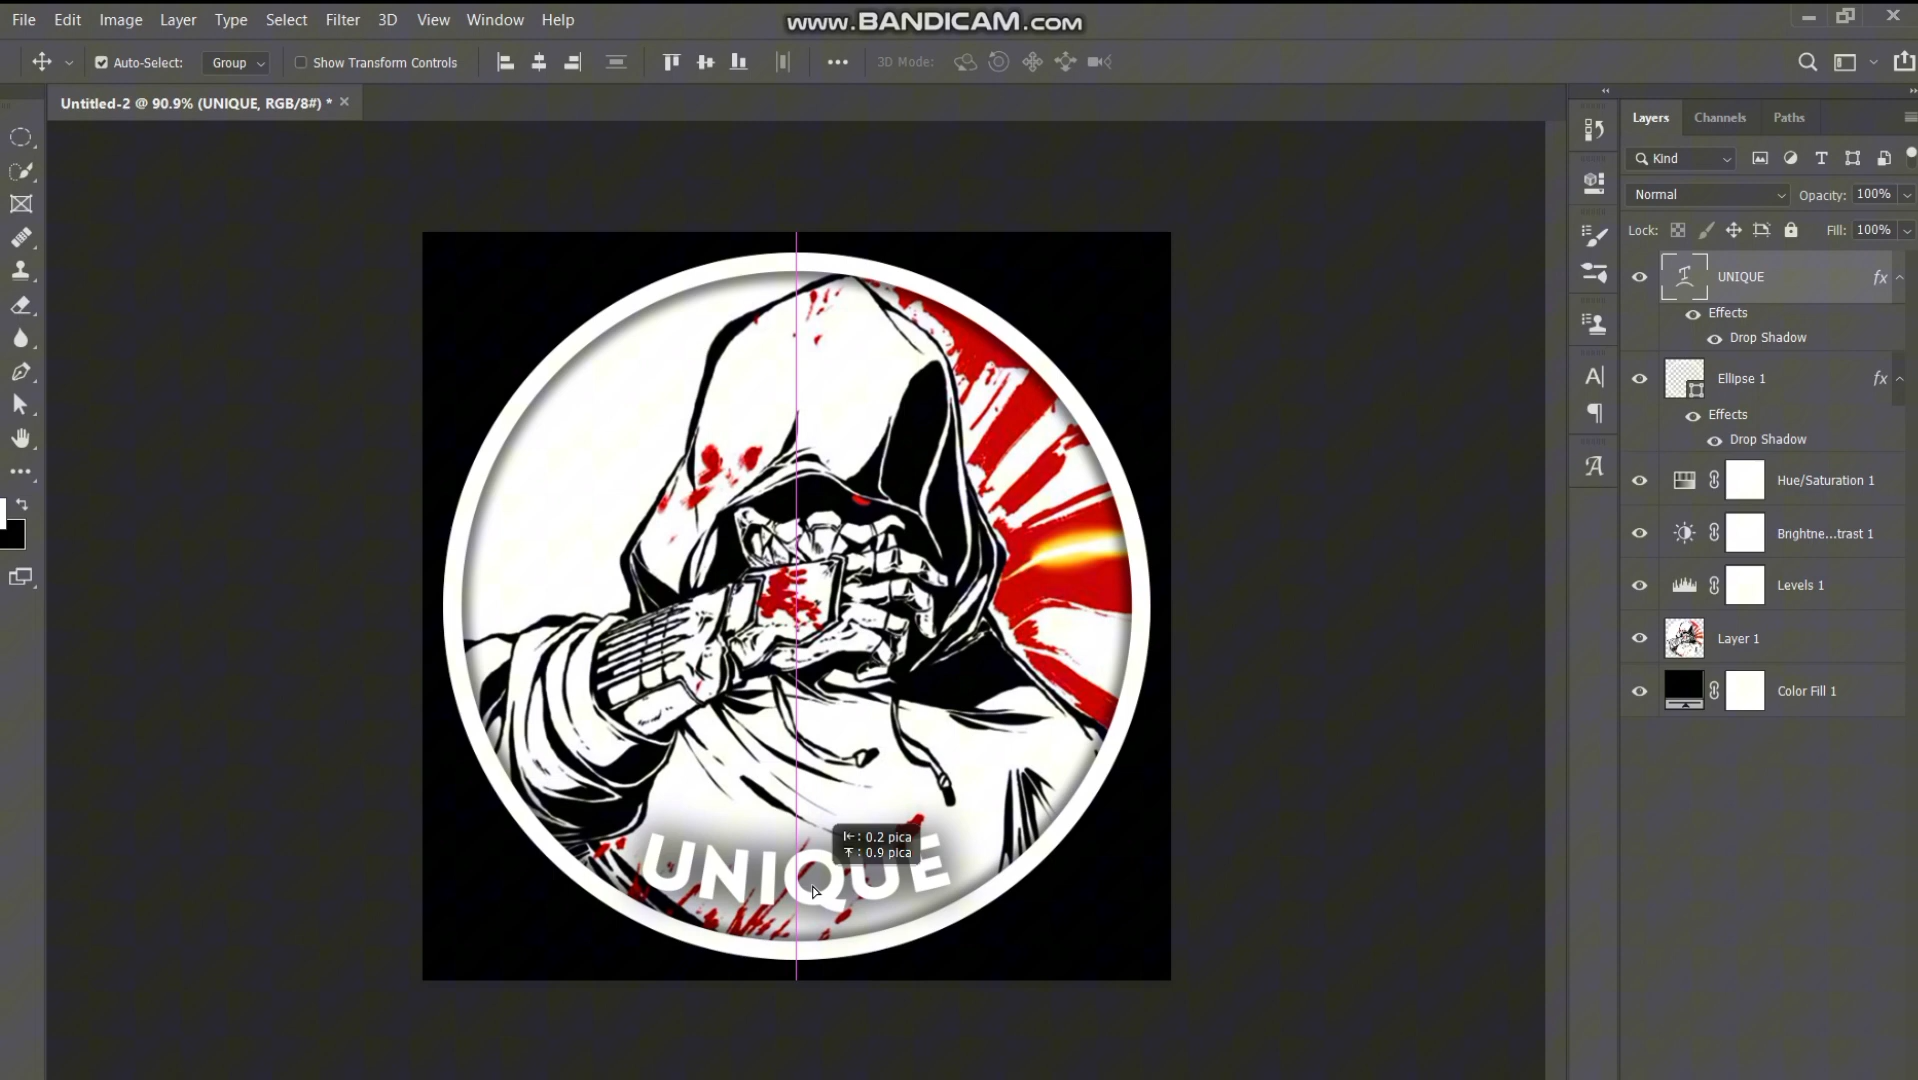 File Edit Image Layer Type Select Filter 3D View Window Help
www.BANDICAM.com
Auto-Select: Group Show Transform Controls 3D Mode:
Untitled-2 @ 90.9% (UNIQUE, RGB/8#) *
Layers Channels Paths
Kind
Normal Opacity: 100%
Lock: Fill: 100%
UNIQUE fx
Effects
Drop Shadow
Ellipse 1 fx
Effects
Drop Shadow
Hue/Saturation 1
Brightne...trast 1
Levels 1
Layer 1
Color Fill 1
: 0.2 pica
: 0.9 pica
UNIQUE